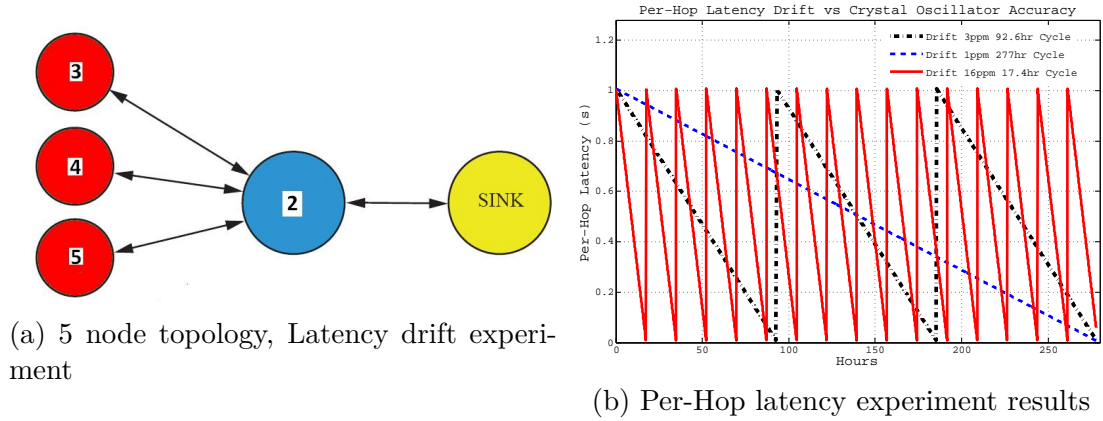 3
4
5
2
SINK
(a) 5 node topology, Latency drift experi-
ment
Per-Hop Latency Drift vs Crystal Oscillator Accuracy
Drift 3ppm 92.6hr Cycle
Drift 1ppm 277hr Cycle
Drift 16ppm 17.4hr Cycle
Per-Hop Latency (s)
1.2
1
0.8
0.6
0.4
0.2
0
0 50 100 150 200 250
Hours
(b) Per-Hop latency experiment results